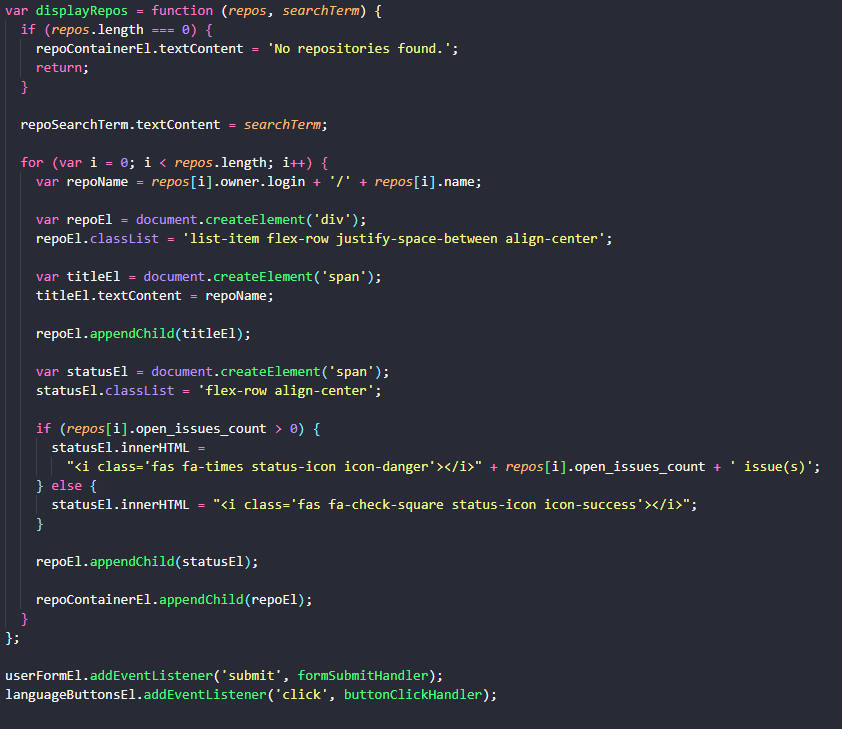 var displayRepos = function (repos, searchTerm) {
  if (repos.length === 0) {
    repoContainerEl.textContent = 'No repositories found.';
    return;
  }

  repoSearchTerm.textContent = searchTerm;

  for (var i = 0; i < repos.length; i++) {
    var repoName = repos[i].owner.login + '/' + repos[i].name;

    var repoEl = document.createElement('div');
    repoEl.classList = 'list-item flex-row justify-space-between align-center';

    var titleEl = document.createElement('span');
    titleEl.textContent = repoName;

    repoEl.appendChild(titleEl);

    var statusEl = document.createElement('span');
    statusEl.classList = 'flex-row align-center';

    if (repos[i].open_issues_count > 0) {
      statusEl.innerHTML =
        "<i class='fas fa-times status-icon icon-danger'></i>" + repos[i].open_issues_count + ' issue(s)';
    } else {
      statusEl.innerHTML = "<i class='fas fa-check-square status-icon icon-success'></i>";
    }

    repoEl.appendChild(statusEl);

    repoContainerEl.appendChild(repoEl);
  }
};

userFormEl.addEventListener('submit', formSubmitHandler);
languageButtonsEl.addEventListener('click', buttonClickHandler);